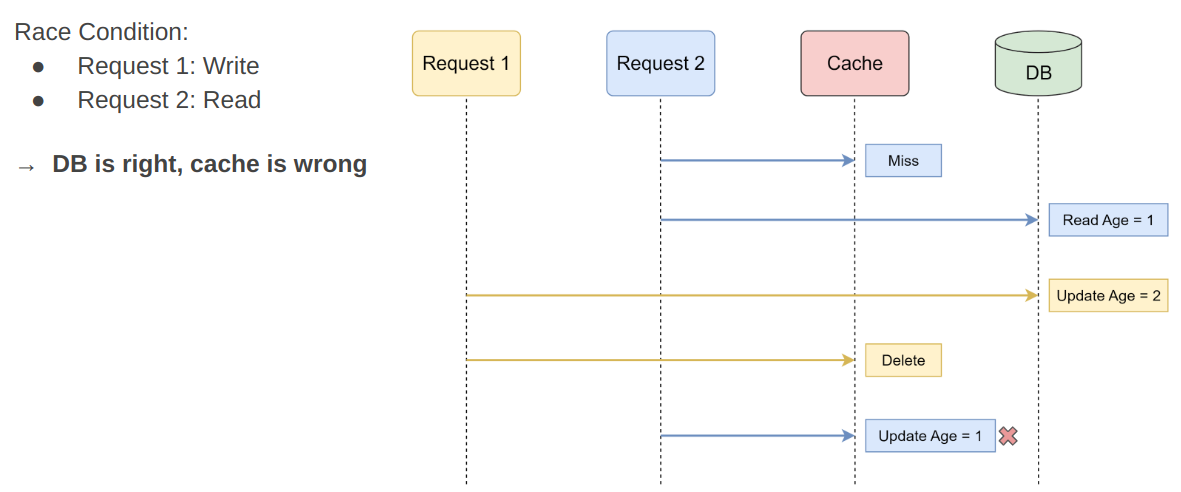 Race Condition:
● Request 1: Write
● Request 2: Read
→ DB is right, cache is wrong
Request 1
Request 2
Cache
DB
Miss
Read Age = 1
Update Age = 2
Delete
Update Age = 1